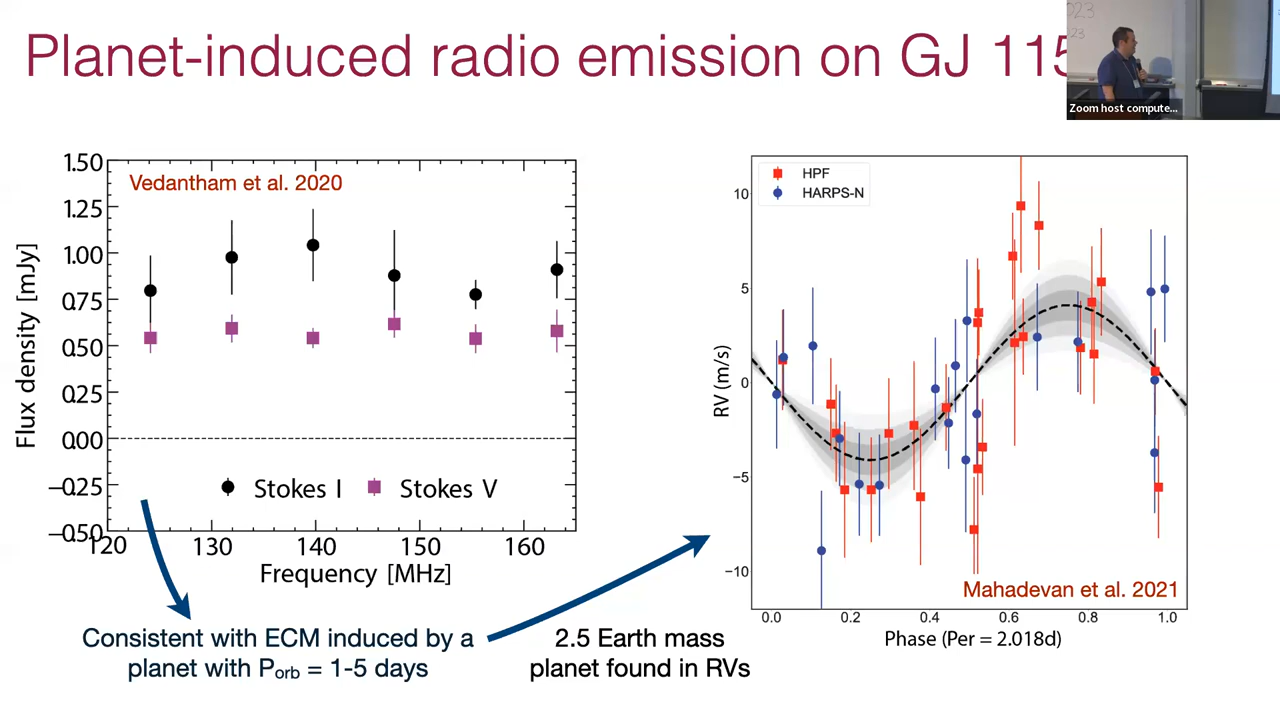 Planet-induced radio emission on GJ 115
023
23
Zoom host compute...
1.50
1.25
1.00
0.75
0.50
0.25
0.00
−0.25
−0.50
Flux density [mJy]
Vedantham et al. 2020
Stokes I
Stokes V
120
130
140
150
160
Frequency [MHz]
HPF
HARPS-N
10
5
0
−5
−10
RV (m/s)
Mahadevan et al. 2021
0.0
0.2
0.4
0.6
0.8
1.0
Phase (Per = 2.018d)
Consistent with ECM induced by a
planet with Porb = 1-5 days
2.5 Earth mass
planet found in RVs